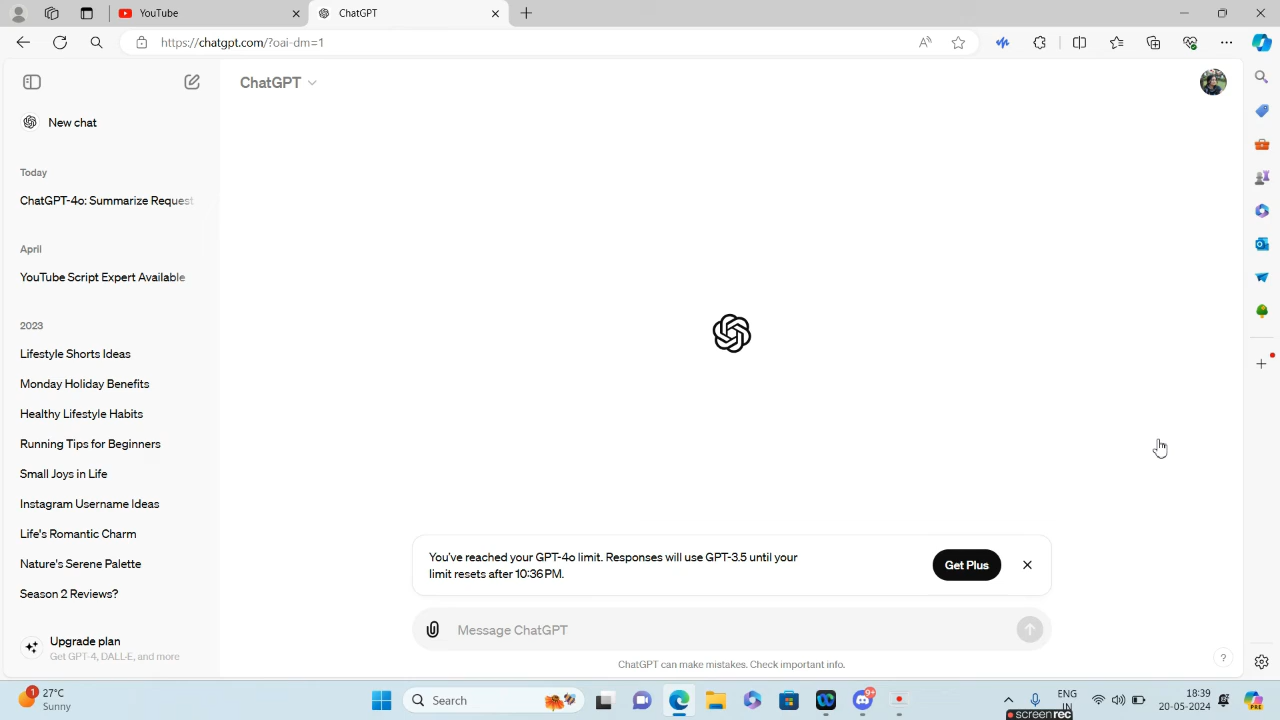 YouTube
ChatGPT
https://chatgpt.com/?oai-dm=1
ChatGPT
New chat
Today
ChatGPT-4o: Summarize Request
April
YouTube Script Expert Available
2023
Lifestyle Shorts Ideas
Monday Holiday Benefits
Healthy Lifestyle Habits
Running Tips for Beginners
Small Joys in Life
Instagram Username Ideas
Life's Romantic Charm
Nature's Serene Palette
Season 2 Reviews?
Upgrade plan
Get GPT-4, DALL·E, and more
You've reached your GPT-4o limit. Responses will use GPT-3.5 until your
limit resets after 10:36 PM.
Get Plus
Message ChatGPT
ChatGPT can make mistakes. Check important info.
?
1
27°C
Sunny
Search
9+
ENG
IN
18:39
20-05-2024
PRE
screenrec